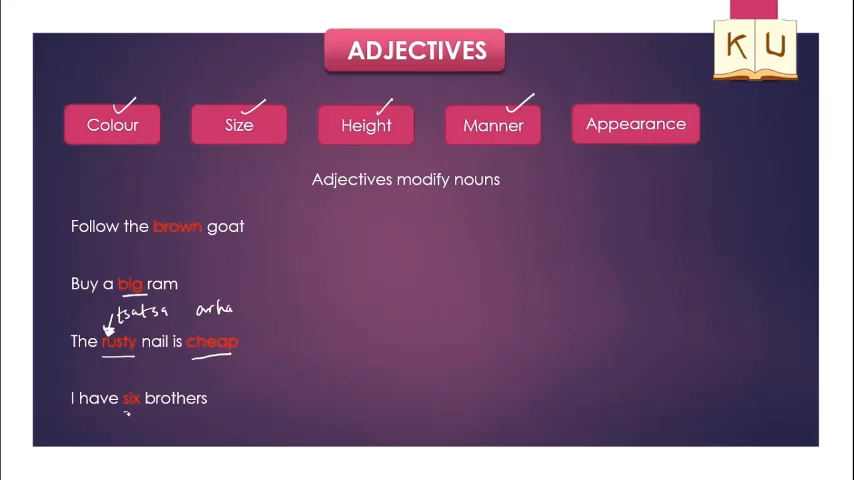 K U
ADJECTIVES
Colour Size Height Manner Appearance
Adjectives modify nouns
Follow the brown goat
Buy a big ram
tsatsa arha
The rusty nail is cheap
I have six brothers